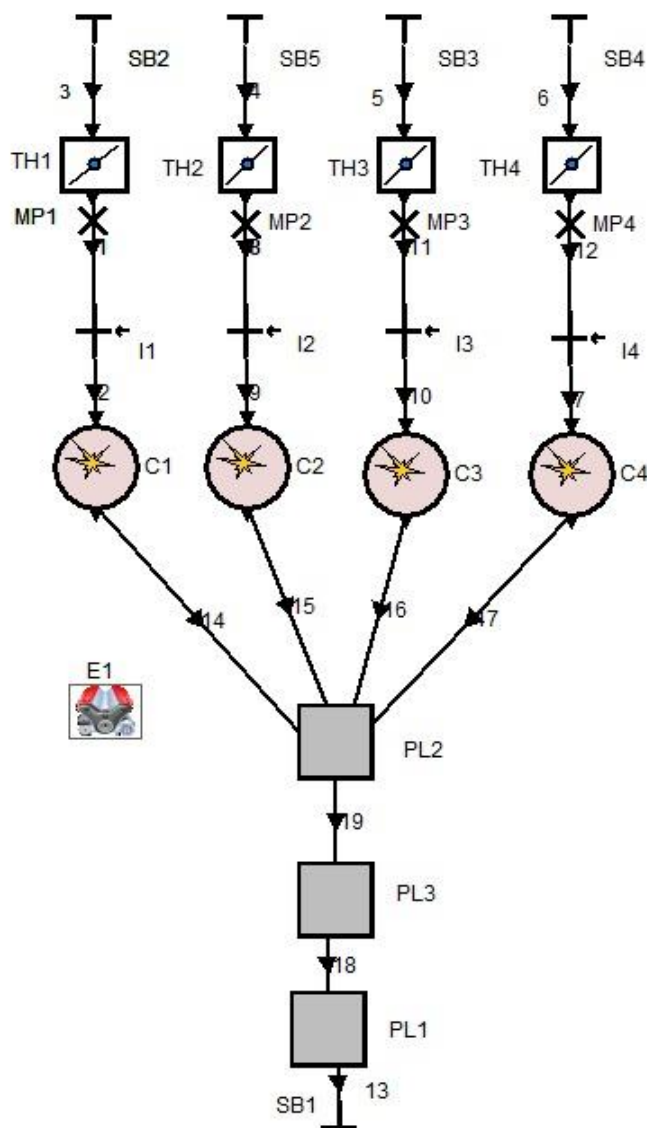 SB2 SB5 SB3 SB4
3 4 5 6
TH1 TH2 TH3 TH4
MP1 MP2 MP3 MP4
1 8 11 12
I1 I2 I3 I4
2 9 10 7
C1 C2 C3 C4
14 15 16 17
E1
PL2
19
PL3
18
PL1
13
SB1